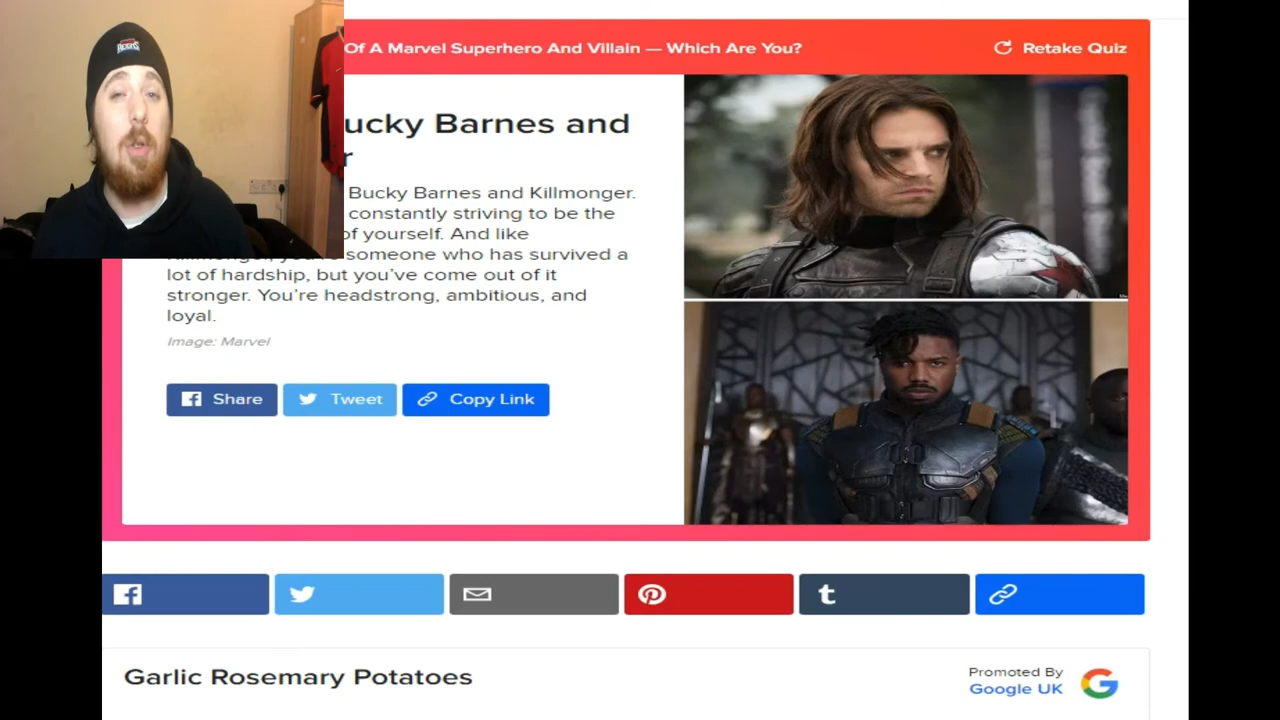 Of A Marvel Superhero And Villain — Which Are You?
Retake Quiz
ucky Barnes and
r
Bucky Barnes and Killmonger.
constantly striving to be the
of yourself. And like
someone who has survived a
lot of hardship, but you've come out of it
stronger. You're headstrong, ambitious, and
loyal.
Image: Marvel
Share
Tweet
Copy Link
Garlic Rosemary Potatoes
Promoted By
Google UK